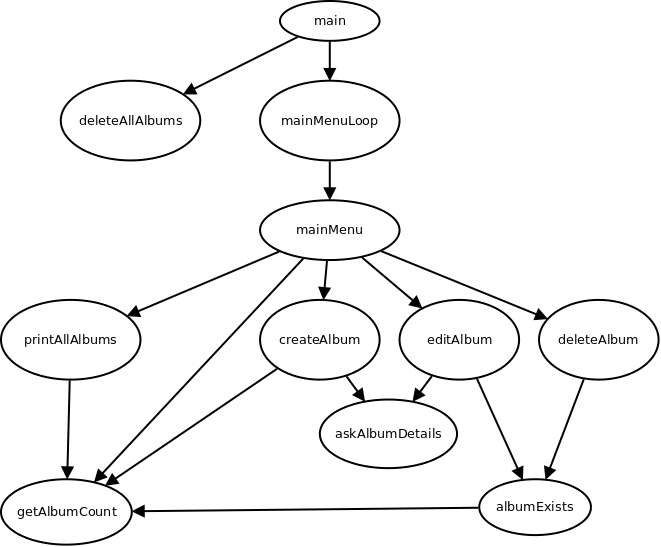 main
deleteAllAlbums
mainMenuLoop
mainMenu
printAllAlbums
createAlbum
editAlbum
deleteAlbum
askAlbumDetails
getAlbumCount
albumExists